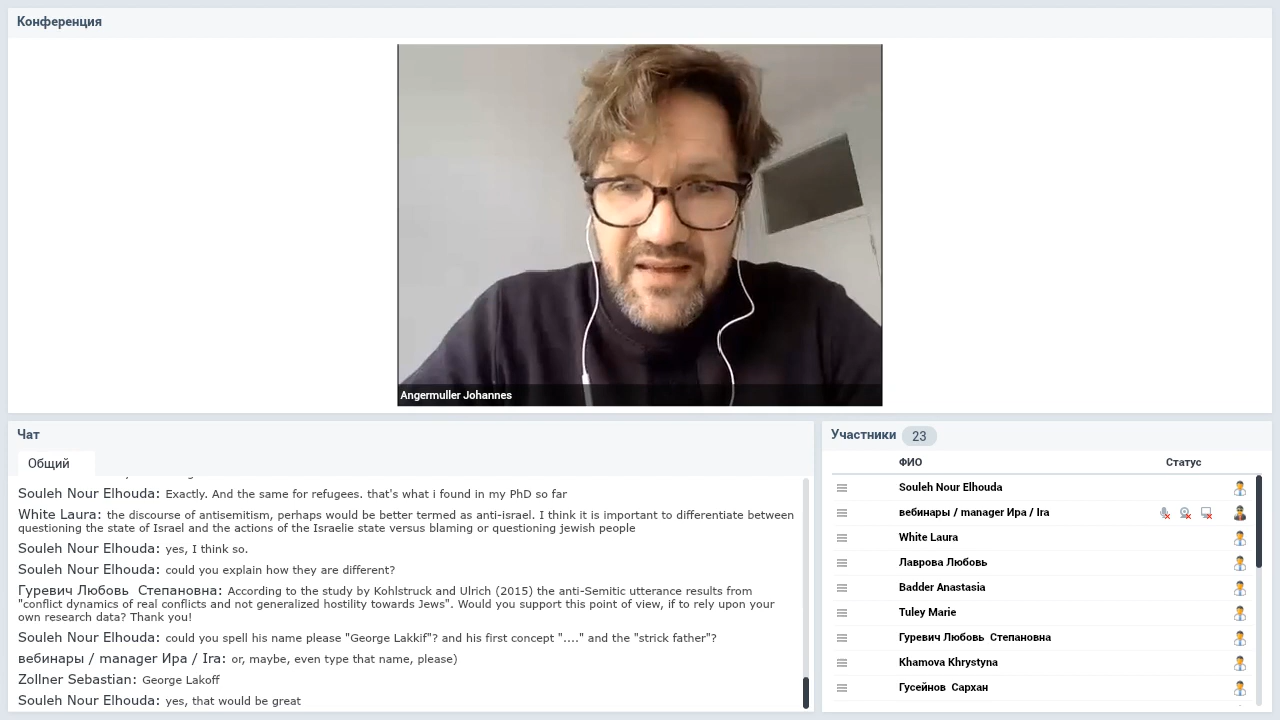 Конференция
Angermuller Johannes
Чат
Общий
Souleh Nour Elhouda: Exactly. And the same for refugees. that's what i found in my PhD so far
White Laura: the discourse of antisemitism, perhaps would be better termed as anti-israel. I think it is important to differentiate between
questioning the state of Israel and the actions of the Israelie state versus blaming or questioning jewish people
Souleh Nour Elhouda: yes, I think so.
Souleh Nour Elhouda: could you explain how they are different?
Гуревич Любовь Степановна: According to the study by Kohlstruck and Ulrich (2015) the anti-Semitic utterance results from
"conflict dynamics of real conflicts and not generalized hostility towards Jews". Would you support this point of view, if to rely upon your
own research data? Thank you!
Souleh Nour Elhouda: could you spell his name please "George Lakkif"? and his first concept "...." and the "strick father"?
вебинары / manager Ира / Ira: or, maybe, even type that name, please)
Zollner Sebastian: George Lakoff
Souleh Nour Elhouda: yes, that would be great
Участники 23
ФИО Статус
Souleh Nour Elhouda
вебинары / manager Ира / Ira
White Laura
Лаврова Любовь
Badder Anastasia
Tuley Marie
Гуревич Любовь Степановна
Khamova Khrystyna
Гусейнов Сархан